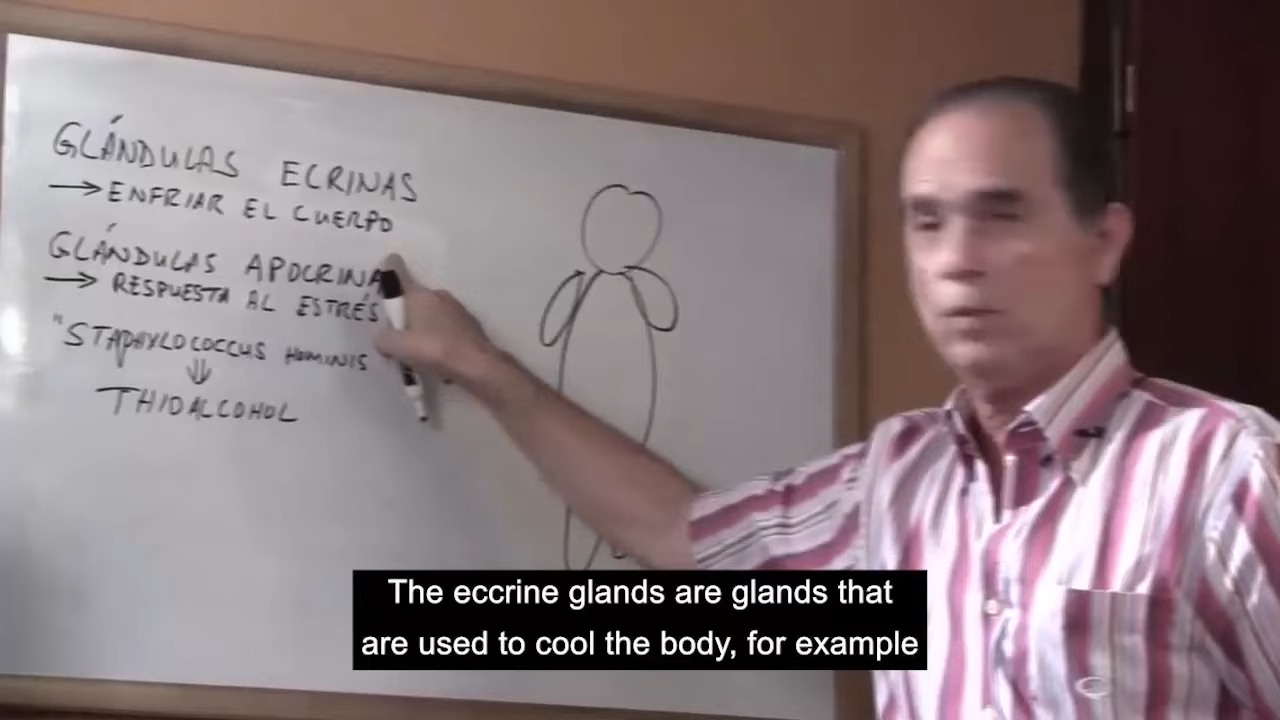 GLÁNDULAS ECRINAS
→ ENFRIAR EL CUERPO
GLÁNDULAS APOCRINA
→ RESPUESTA AL ESTRÉS
"STAPHYLOCOCCUS HOMINIS
⇓
THIOALCOHOL
The eccrine glands are glands that
are used to cool the body, for example